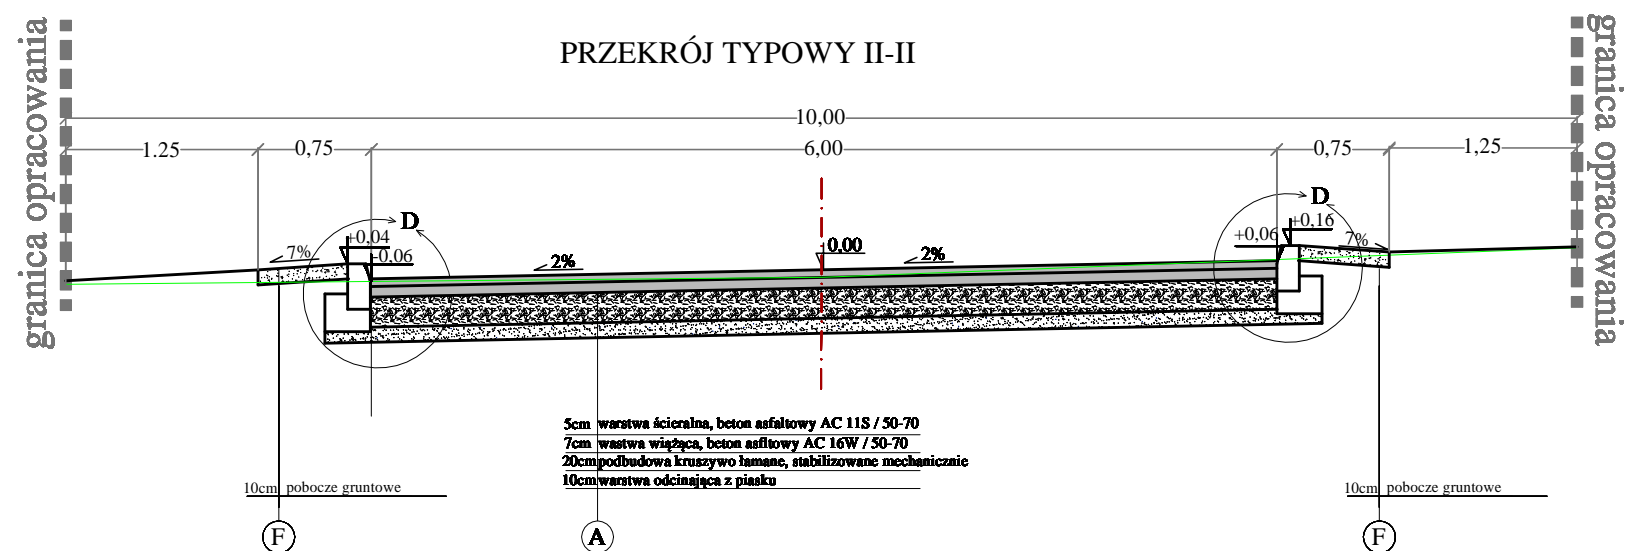 PRZEKRÓJ TYPOWY II-II
granica opracowania
granica opracowania
10,00
1.25
0,75
6,00
0,75
1,25
D
D
+0,04
-0,06
7%
2%
0,00
2%
+0,06
+0,16
7%
5cm warstwa ścieralna, beton asfaltowy AC 11S / 50-70
7cm wastwa wiążąca, beton asfltowy AC 16W / 50-70
20cm podbudowa kruszywo łamane, stabilizowane mechanicznie
10cm warstwa odcinająca z piasku
10cm pobocze gruntowe
10cm pobocze gruntowe
F
A
F